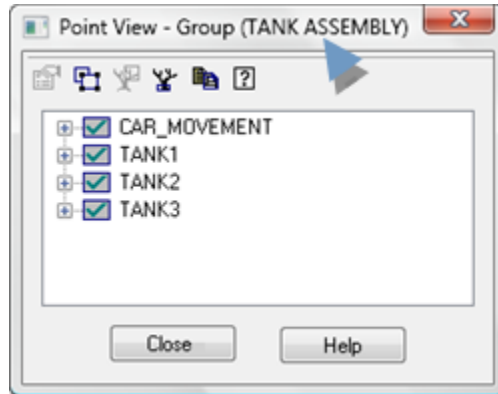 Point View - Group (TANK ASSEMBLY)
CAR_MOVEMENT
TANK1
TANK2
TANK3
Close Help